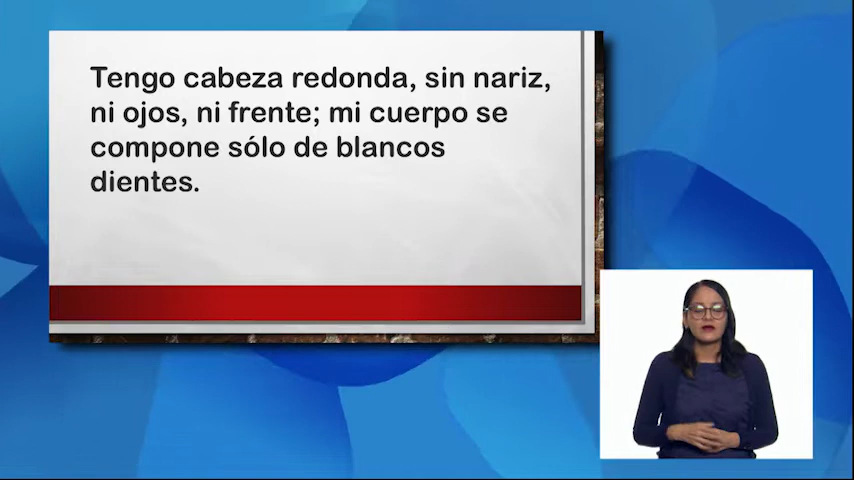 Tengo cabeza redonda, sin nariz,
ni ojos, ni frente; mi cuerpo se
compone sólo de blancos
dientes.